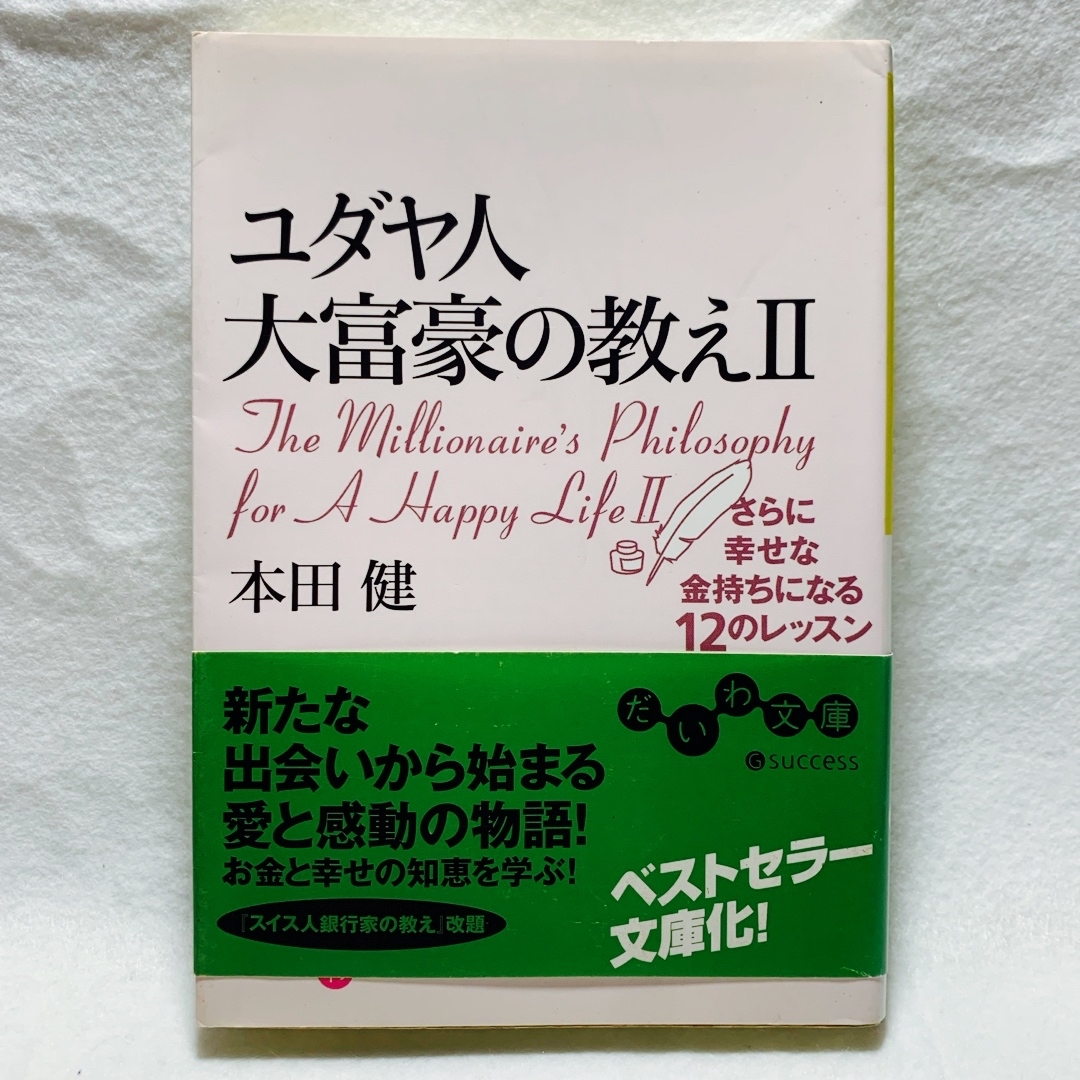 ユダヤ人
大富豪の教えⅡ
The Millionaire's Philosophy
for A Happy Life Ⅱ
さらに
幸せな
金持ちになる
12のレッスン
本田 健
新たな
出会いから始まる
愛と感動の物語!
お金と幸せの知恵を学ぶ!
『スイス人銀行家の教え』改題
だいわ文庫
G success
ベストセラー
文庫化!